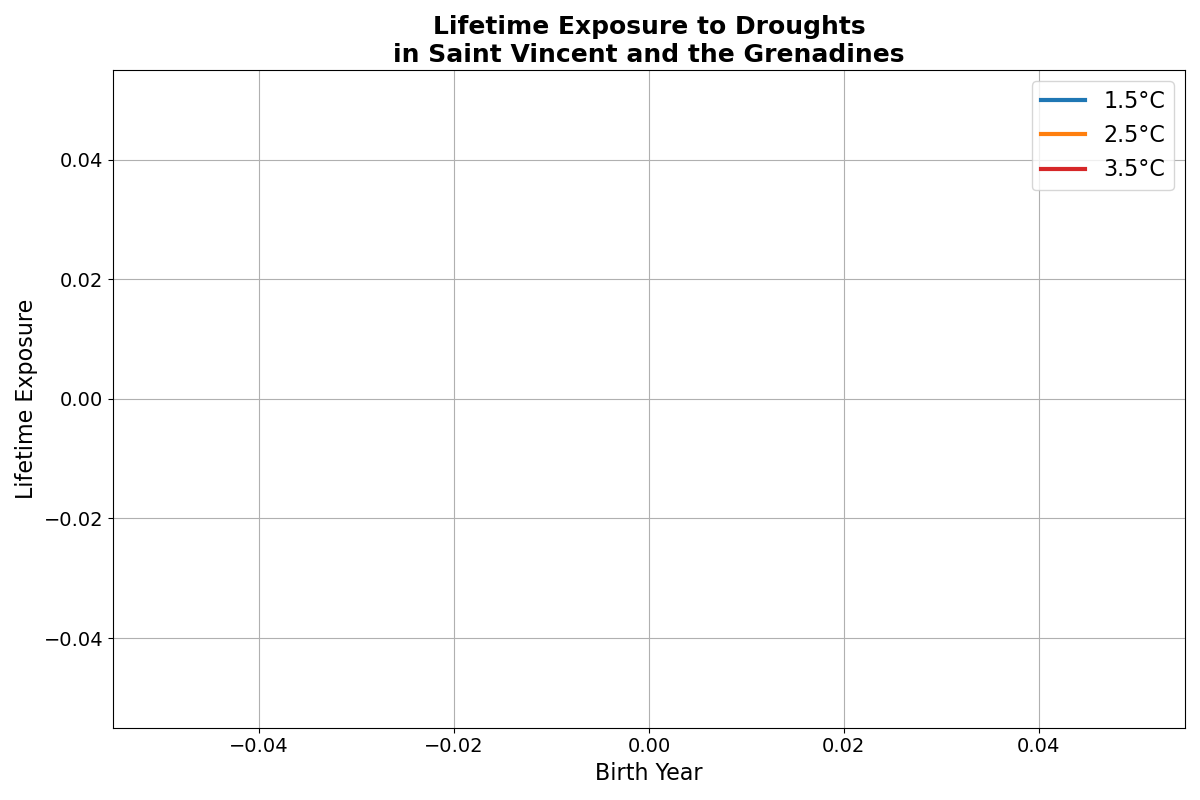 Lifetime Exposure to Droughts
in Saint Vincent and the Grenadines
1.5°C
2.5°C
3.5°C
Lifetime Exposure
0.04
0.02
0.00
−0.02
−0.04
−0.04
−0.02
0.00
0.02
0.04
Birth Year